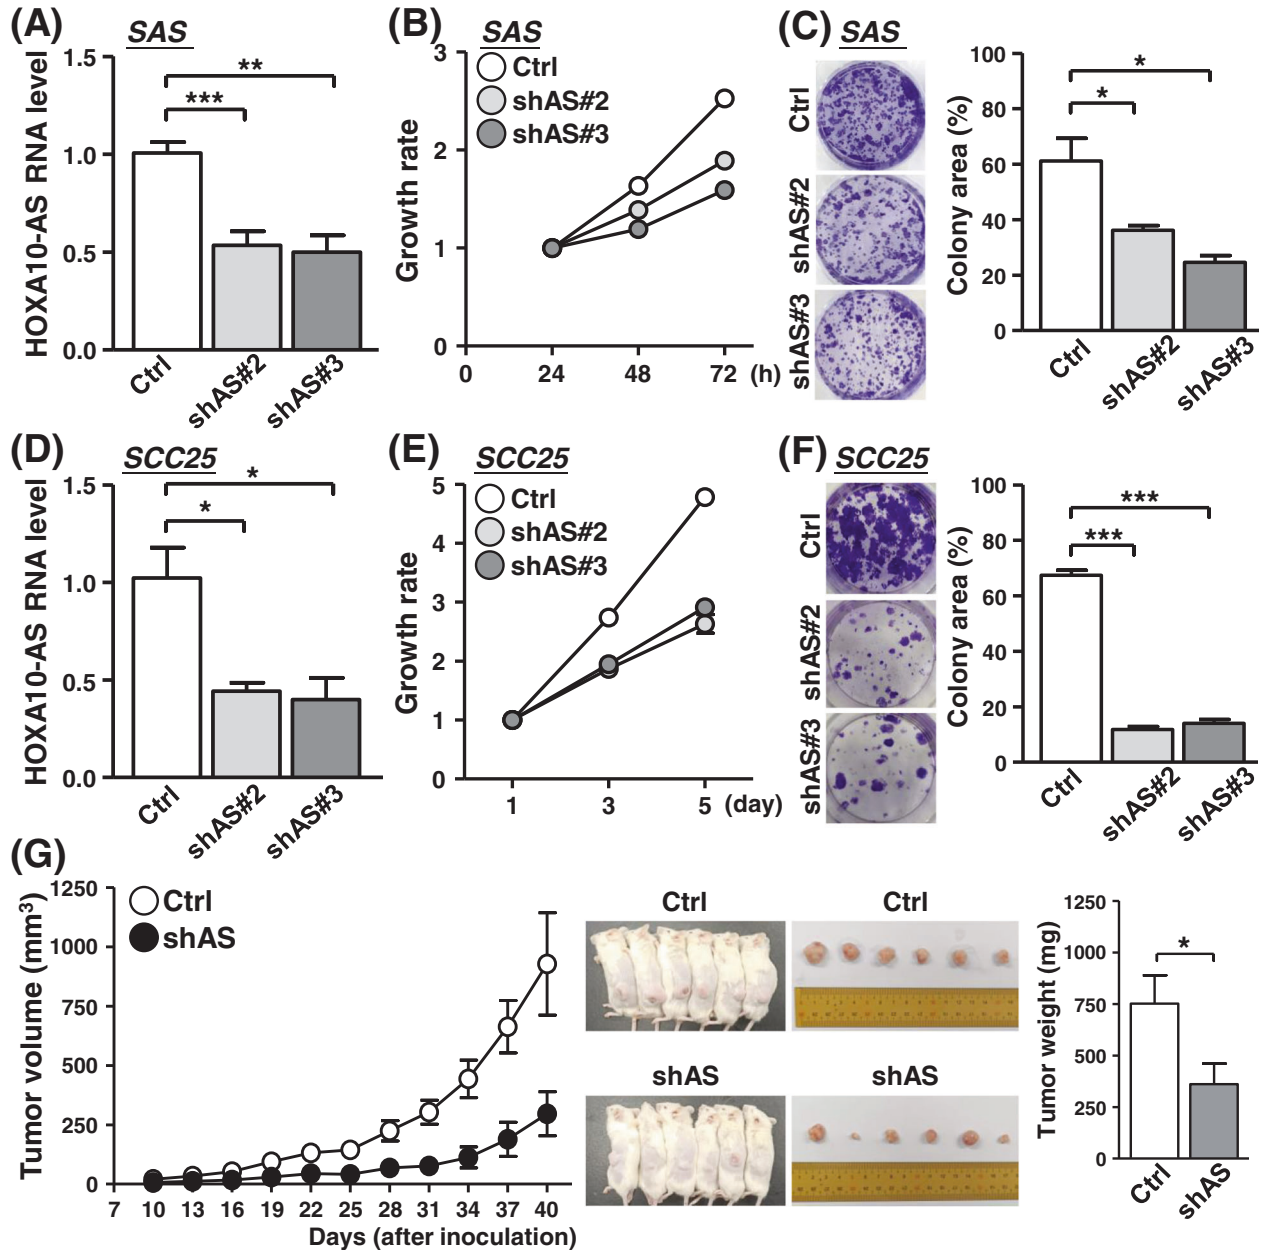 (A)
SAS
HOXA10-AS RNA level
1.5
1.0
0.5
0.0
**
***
Ctrl
shAS#2
shAS#3
(B)
SAS
Growth rate
3
2
1
0
Ctrl
shAS#2
shAS#3
0 24 48 72 (h)
(C)
SAS
Ctrl
shAS#2
shAS#3
Colony area (%)
100
80
60
40
20
0
*
*
Ctrl
shAS#2
shAS#3
(D)
SCC25
HOXA10-AS RNA level
1.5
1.0
0.5
0.0
*
*
Ctrl
shAS#2
shAS#3
(E)
SCC25
Growth rate
5
4
3
2
1
0
Ctrl
shAS#2
shAS#3
1 3 5 (day)
(F)
SCC25
Ctrl
shAS#2
shAS#3
Colony area (%)
100
80
60
40
20
0
***
***
Ctrl
shAS#2
shAS#3
(G)
Tumor volume (mm³)
1250
1000
750
500
250
0
Ctrl
shAS
7 10 13 16 19 22 25 28 31 34 37 40
Days (after inoculation)
Ctrl
Ctrl
shAS
shAS
Tumor weight (mg)
1250
1000
750
500
250
0
*
Ctrl
shAS